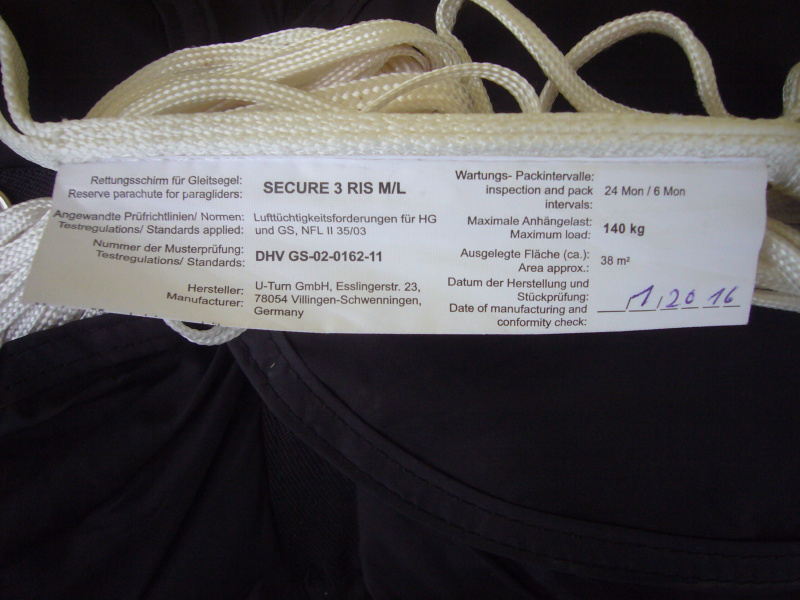 Rettungsschirm für Gleitsegel:
Reserve parachute for paragliders:
SECURE 3 RIS M/L
Angewandte Prüfrichtlinien/ Normen:
Testregulations/ Standards applied:
Lufttüchtigkeitsforderungen für HG
und GS, NFL II 35/03
Nummer der Musterprüfung:
Testregulations/ Standards:
DHV GS-02-0162-11
Hersteller:
Manufacturer:
U-Turn GmbH, Esslingerstr. 23,
78054 Villingen-Schwenningen,
Germany
Wartungs- Packintervalle:
inspection and pack
intervals:
24 Mon / 6 Mon
Maximale Anhängelast:
Maximum load:
140 kg
Ausgelegte Fläche (ca.):
Area approx.:
38 m²
Datum der Herstellung und
Stückprüfung:
Date of manufacturing and
conformity check:
/1/2016